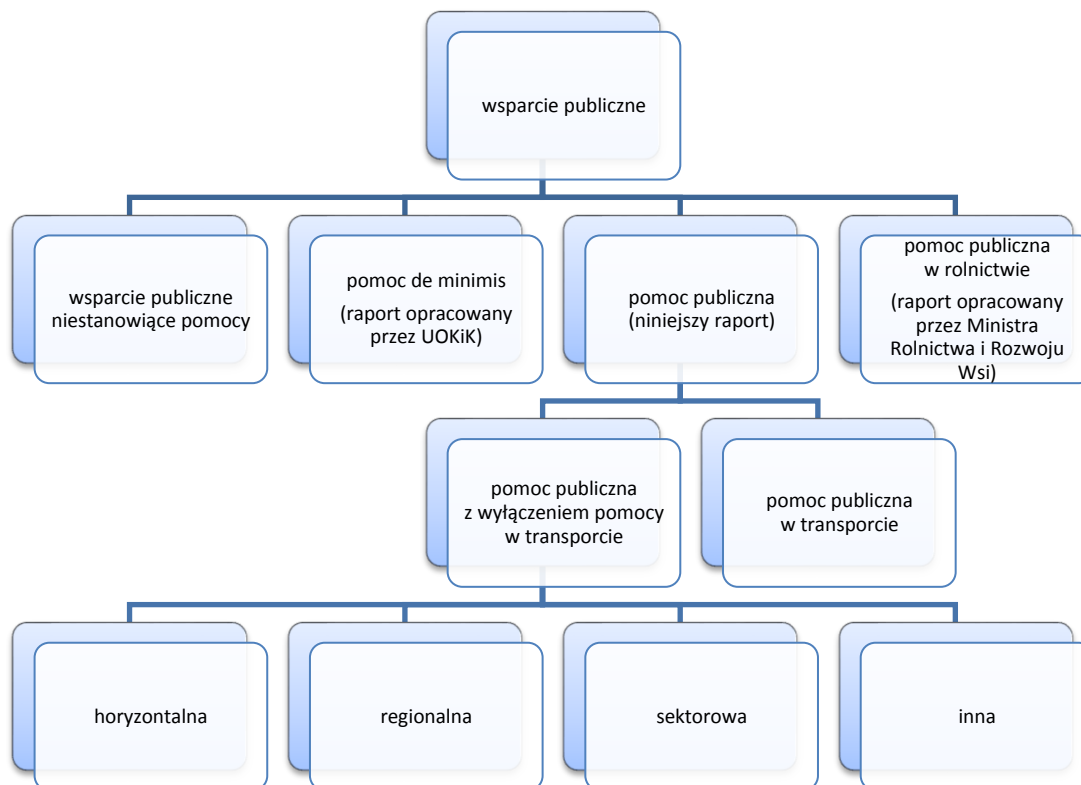 wsparcie publiczne
wsparcie publiczne
niestanowiące pomocy
pomoc de minimis
(raport opracowany
przez UOKiK)
pomoc publiczna
(niniejszy raport)
pomoc publiczna
w rolnictwie
(raport opracowany
przez Ministra
Rolnictwa i Rozwoju
Wsi)
pomoc publiczna
z wyłączeniem pomocy
w transporcie
pomoc publiczna
w transporcie
horyzontalna
regionalna
sektorowa
inna